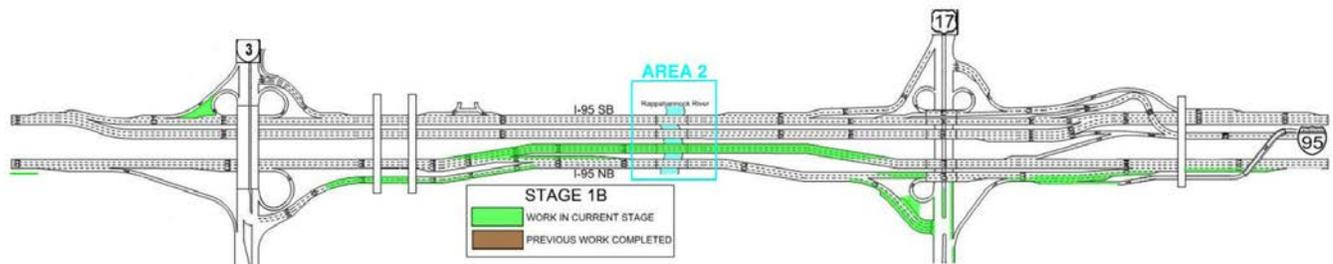 17
3
AREA 2
Rappahannock River
I-95 SB
95
I-95 NB
STAGE 1B
WORK IN CURRENT STAGE
PREVIOUS WORK COMPLETED